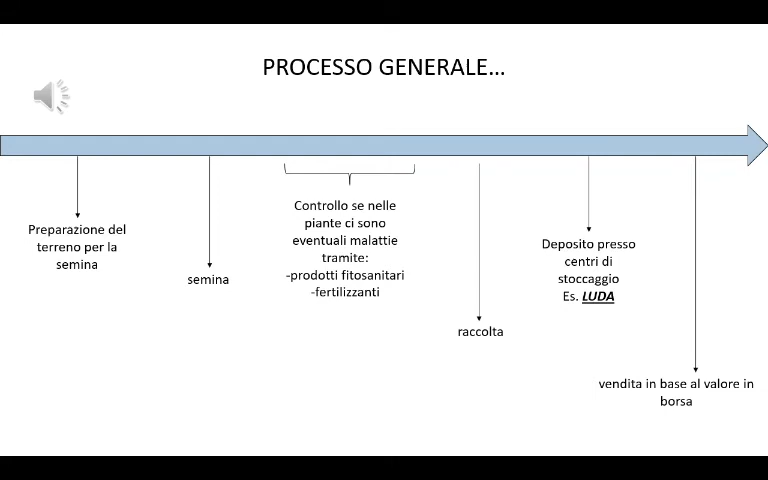 PROCESSO GENERALE...
Preparazione del
terreno per la
semina
semina
Controllo se nelle
piante ci sono
eventuali malattie
tramite:
-prodotti fitosanitari
-fertilizzanti
raccolta
Deposito presso
centri di
stoccaggio
Es. LUDA
vendita in base al valore in
borsa